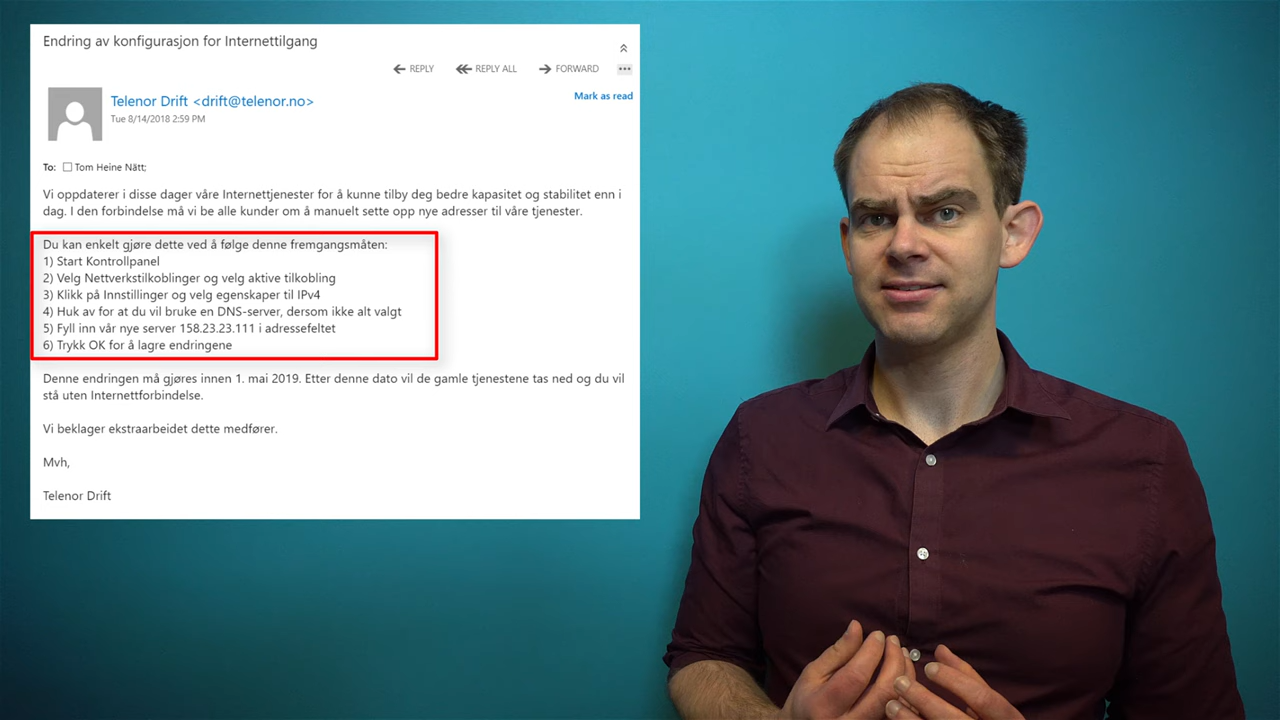 Endring av konfigurasjon for Internettilgang
REPLY REPLY ALL FORWARD
Telenor Drift <drift@telenor.no>
Mark as read
Tue 8/14/2018 2:59 PM
To: Tom Heine Nätt;
Vi oppdaterer i disse dager våre Internettjenester for å kunne tilby deg bedre kapasitet og stabilitet enn i
dag. I den forbindelse må vi be alle kunder om å manuelt sette opp nye adresser til våre tjenester.
Du kan enkelt gjøre dette ved å følge denne fremgangsmåten:
1) Start Kontrollpanel
2) Velg Nettverkstilkoblinger og velg aktive tilkobling
3) Klikk på Innstillinger og velg egenskaper til IPv4
4) Huk av for at du vil bruke en DNS-server, dersom ikke alt valgt
5) Fyll inn vår nye server 158.23.23.111 i adressefeltet
6) Trykk OK for å lagre endringene
Denne endringen må gjøres innen 1. mai 2019. Etter denne dato vil de gamle tjenestene tas ned og du vil
stå uten Internettforbindelse.
Vi beklager ekstraarbeidet dette medfører.
Mvh,
Telenor Drift